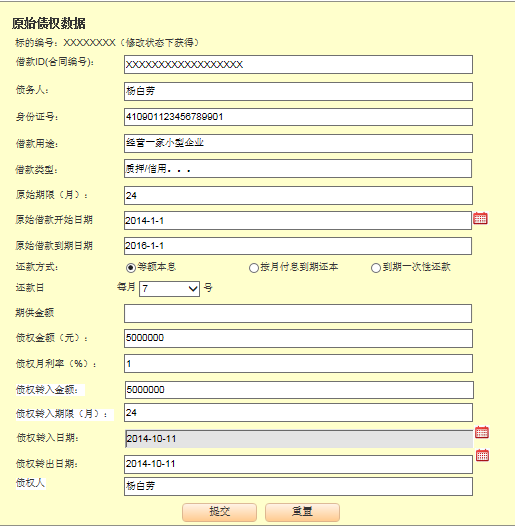 原始债权数据
标的编号：XXXXXXXX（修改状态下获得）
借款ID(合同编号)： XXXXXXXXXXXXXXXXXX
债务人： 杨白劳
身份证号： 410901123456789901
借款用途： 经营一家小型企业
借款类型： 质押/信用．．．
原始期限（月）： 24
原始借款开始日期 2014-1-1
原始借款到期日期 2016-1-1
还款方式： 等额本息 按月付息到期还本 到期一次性还款
还款日 每月 7 号
期供金额
债权金额（元）： 5000000
债权月利率（%）： 1
债权转入金额： 5000000
债权转入期限（月）： 24
债权转入日期： 2014-10-11
债权转出日期： 2014-10-11
债权人 杨白劳
提交 重置